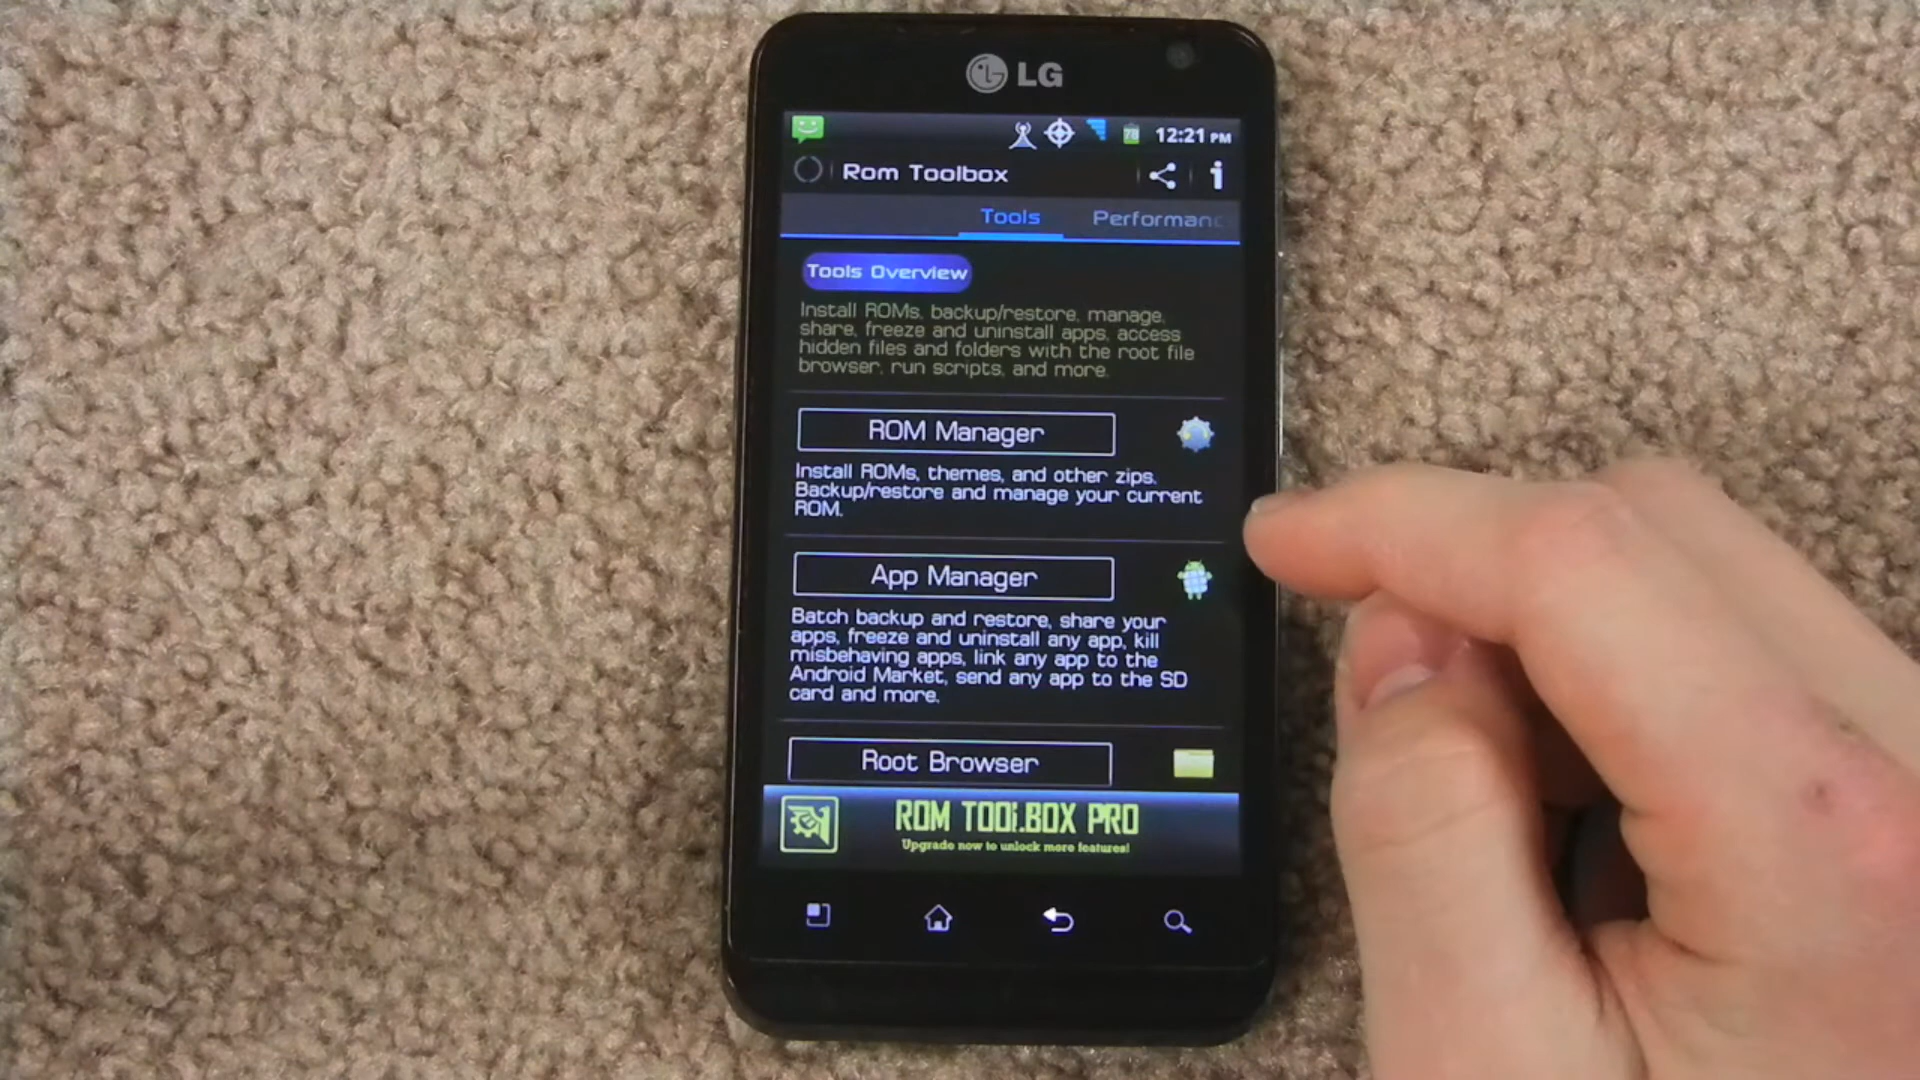 LG
78 12:21 PM
Rom Toolbox
Tools Performanc
Tools Overview
Install ROMs, backup/restore, manage,
share, freeze and uninstall apps, access
hidden files and folders with the root file
browser, run scripts, and more.
ROM Manager
Install ROMs, themes, and other zips.
Backup/restore and manage your current
ROM.
App Manager
Batch backup and restore, share your
apps, freeze and uninstall any app, kill
misbehaving apps, link any app to the
Android Market, send any app to the SD
card and more.
Root Browser
ROM TOOLBOX PRO
Upgrade now to unlock more features!